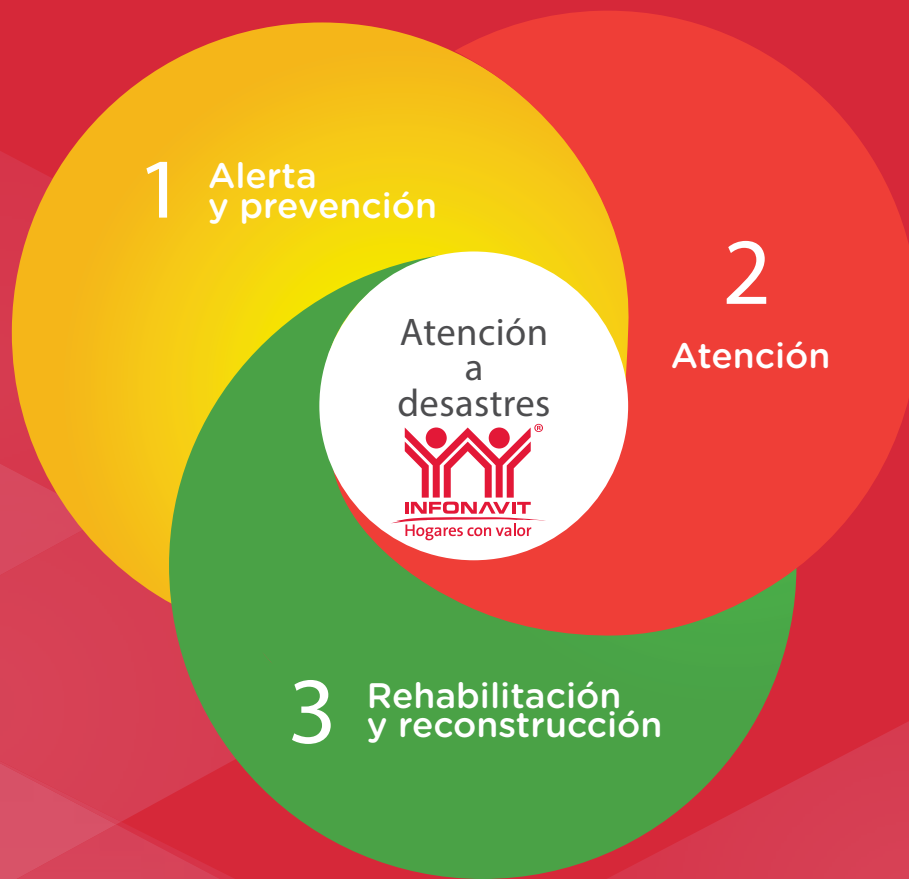 1
Alerta
y prevención
2
Atención
Atención
a
desastres
®
INFONAVIT
Hogares con valor
3
Rehabilitación
y reconstrucción